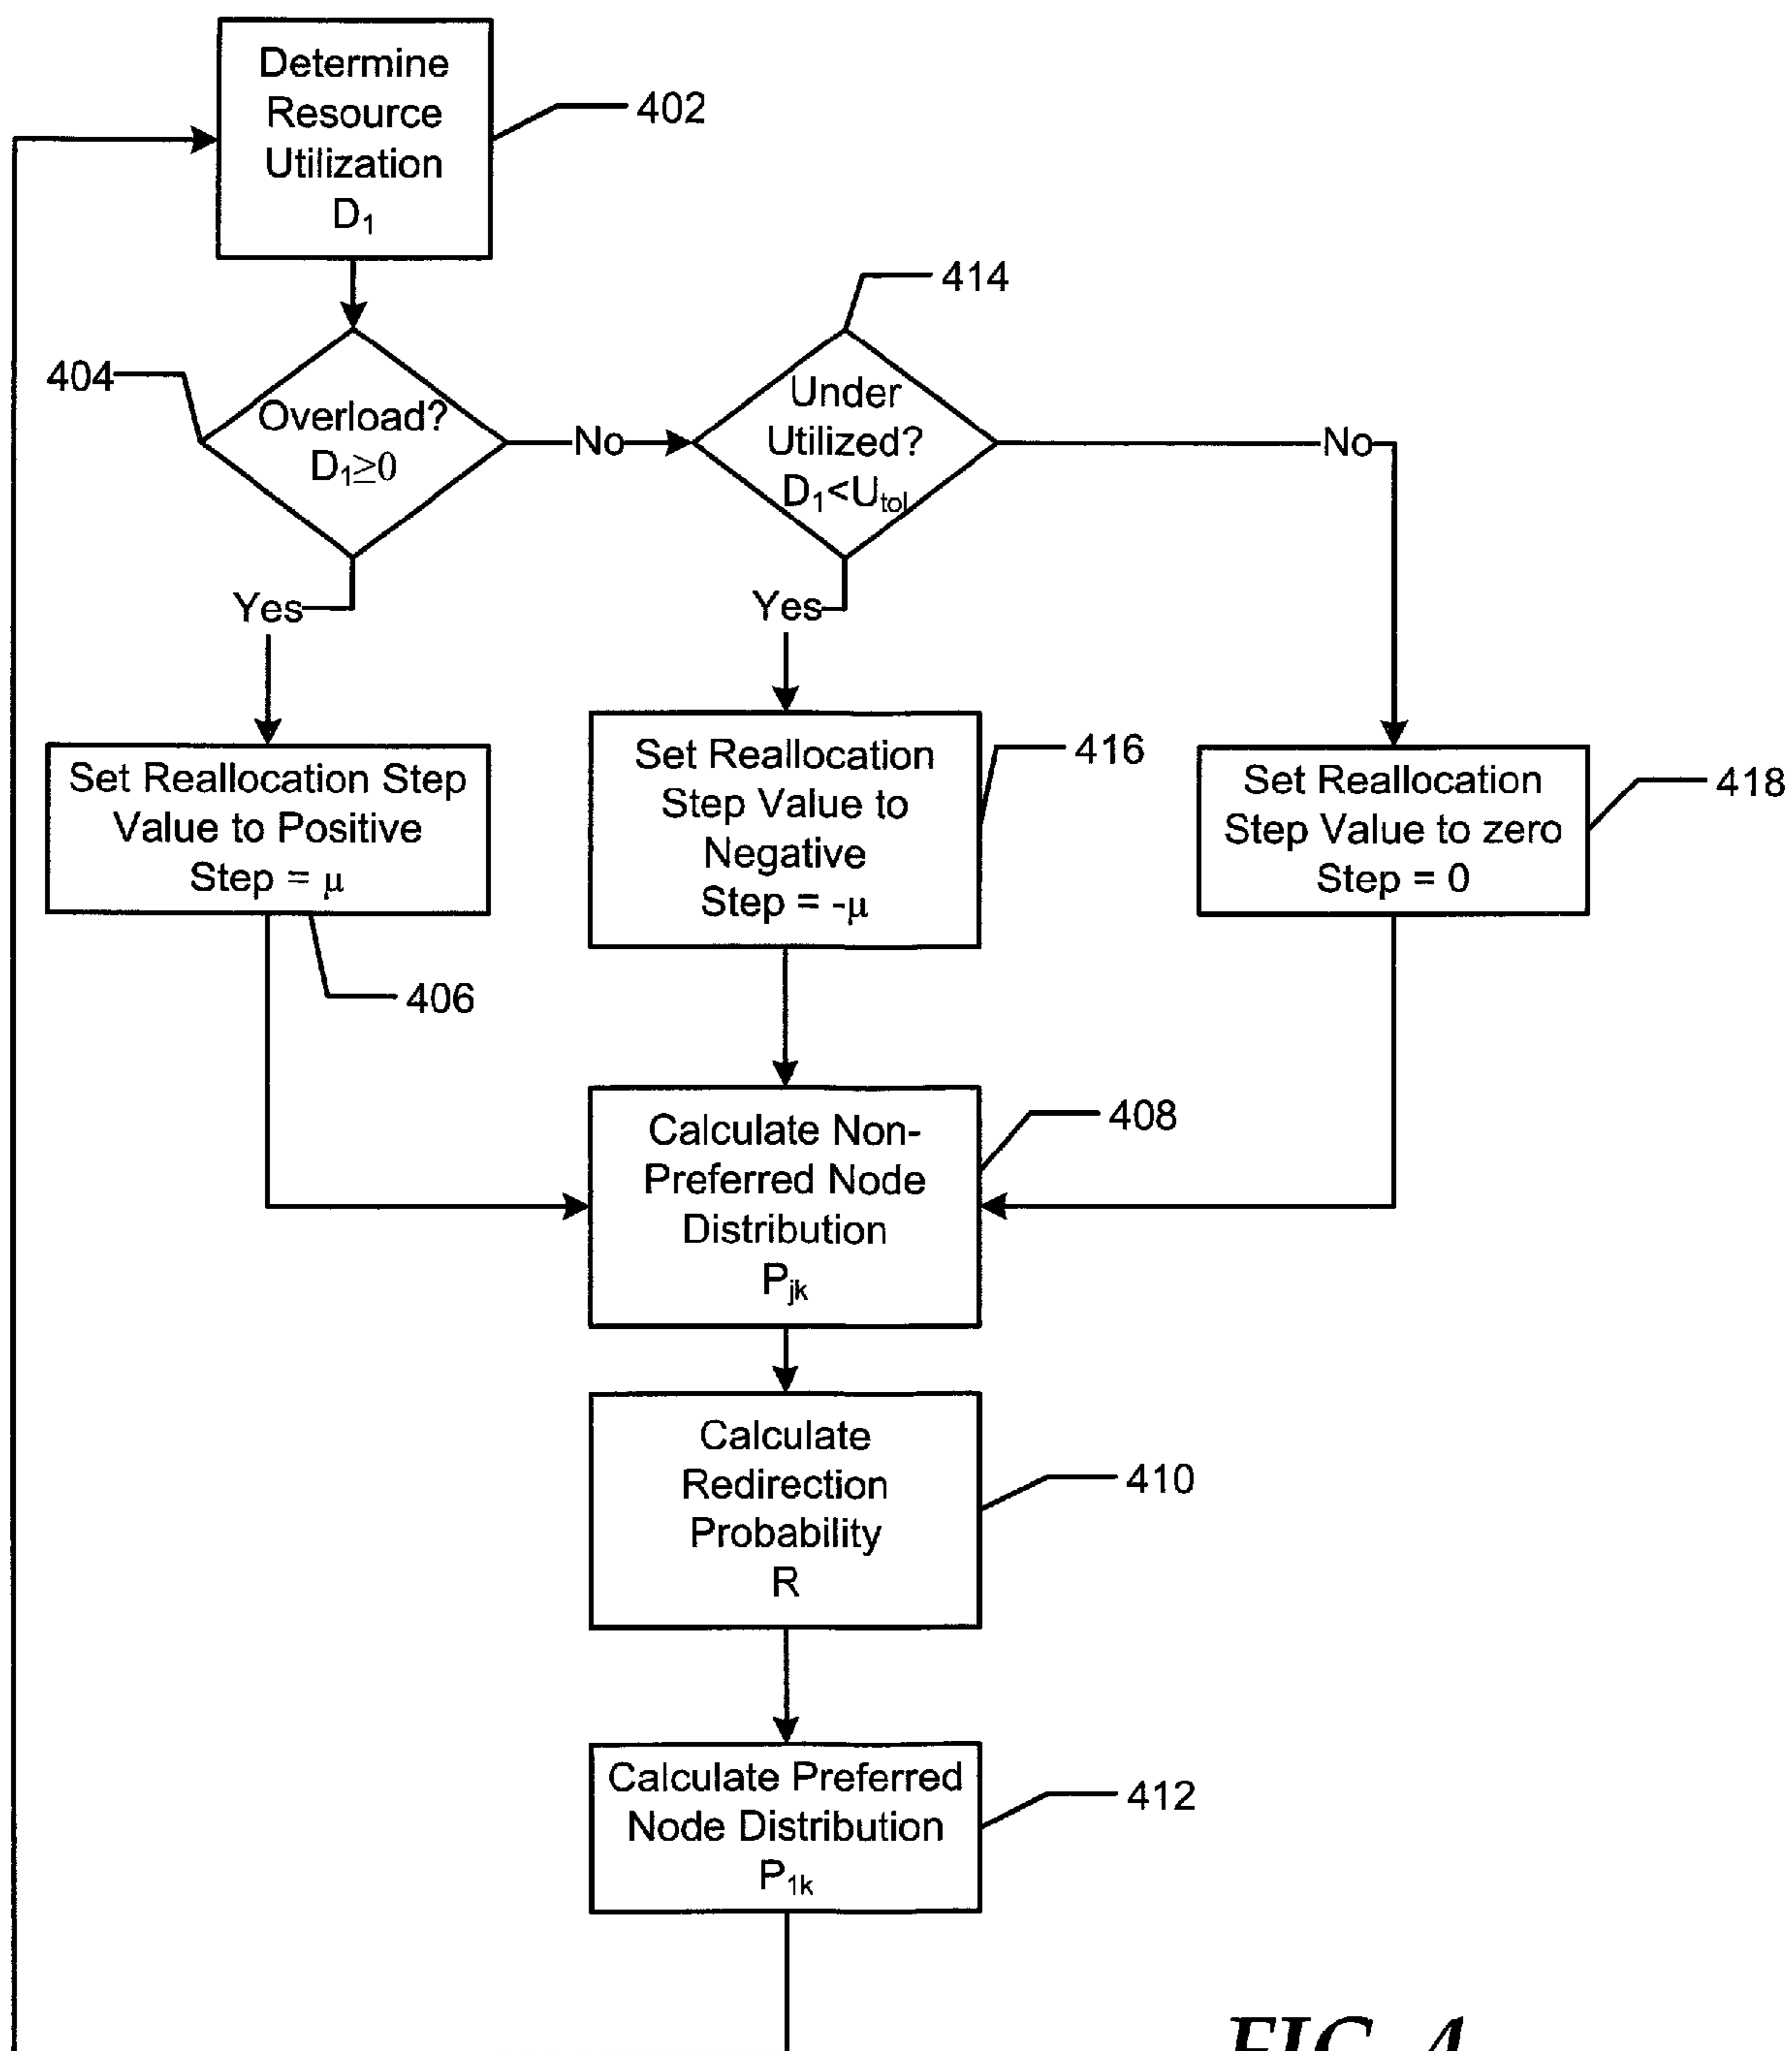 Determine
Resource
Utilization
D₁
402
414
404
Overload?
D₁≥0
No
Under
Utilized?
D₁<Uₜₒₗ
No
Yes
Yes
Set Reallocation Step
Value to Positive
Step = μ
406
Set Reallocation
Step Value to
Negative
Step = -μ
416
Set Reallocation
Step Value to zero
Step = 0
418
Calculate Non-
Preferred Node
Distribution
Pⱼₖ
408
Calculate
Redirection
Probability
R
410
Calculate Preferred
Node Distribution
P₁ₖ
412
FIG. 4